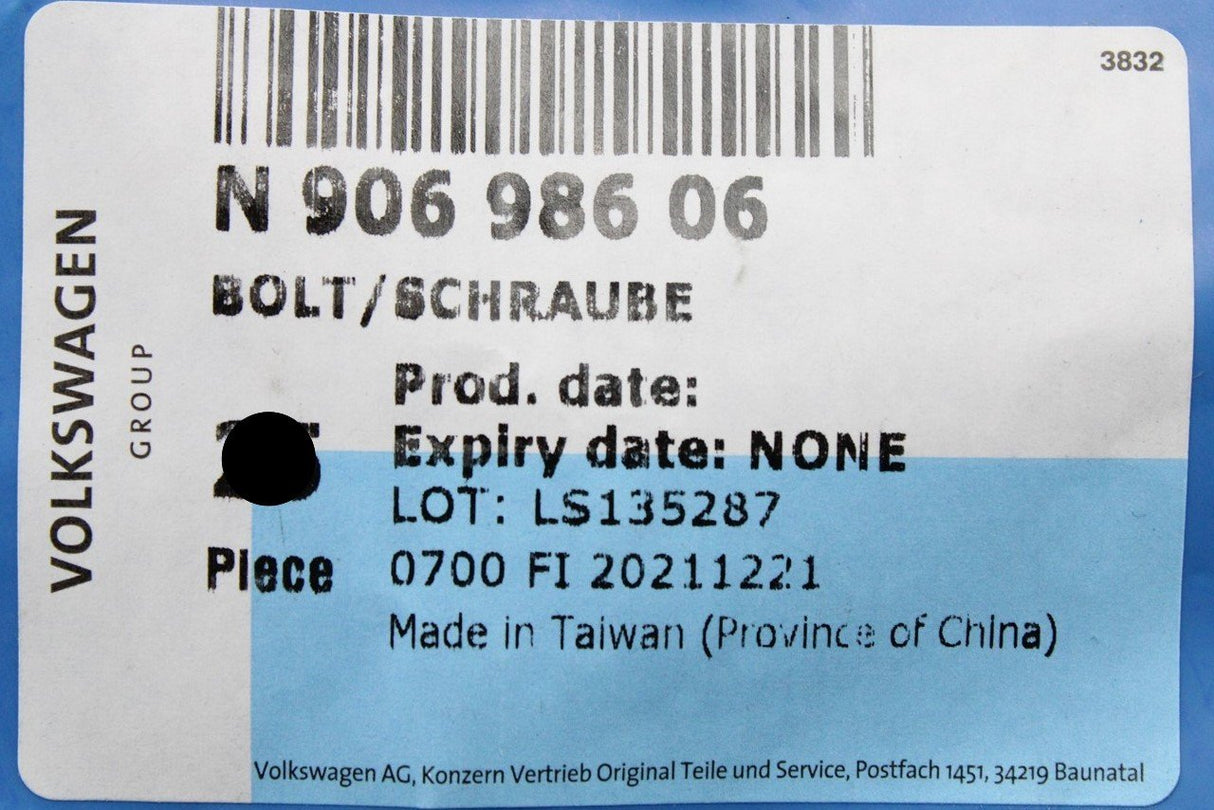 3832
N 906 986 06
BOLT/SCHRAUBE
Prod. date:
Expiry date: NONE
LOT: LS135287
Piece
0700 FI 20211221
Made in Taiwan (Province of China)
Volkswagen AG, Konzern Vertrieb Original Teile und Service, Postfach 1451, 34219 Baunatal
VOLKSWAGEN
GROUP